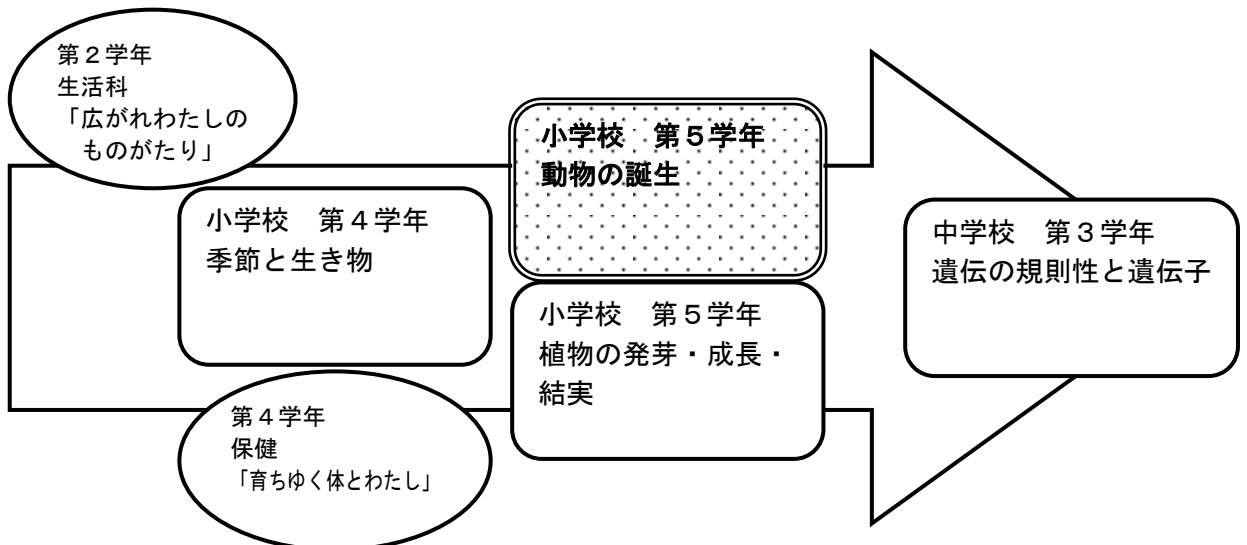 第２学年
生活科
「広がれわたしの
ものがたり」
小学校　第４学年
季節と生き物
第４学年
保健
「育ちゆく体とわたし」
小学校　第５学年
動物の誕生
小学校　第５学年
植物の発芽・成長・
結実
中学校　第３学年
遺伝の規則性と遺伝子